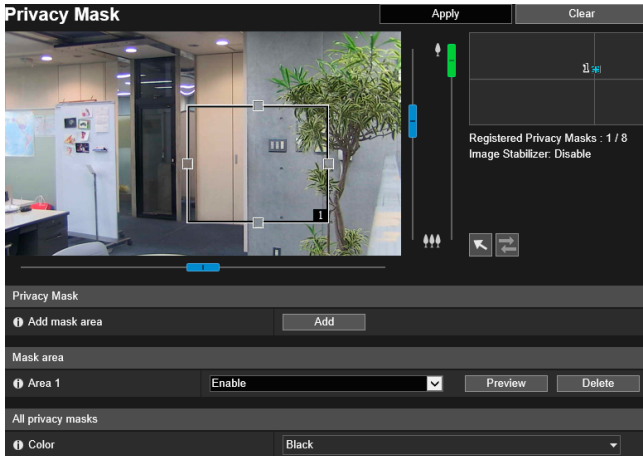 Privacy Mask
Apply
Clear
1
1
Registered Privacy Masks : 1 / 8
Image Stabilizer: Disable
Privacy Mask
Add mask area
Add
Mask area
Area 1
Enable
Preview
Delete
All privacy masks
Color
Black